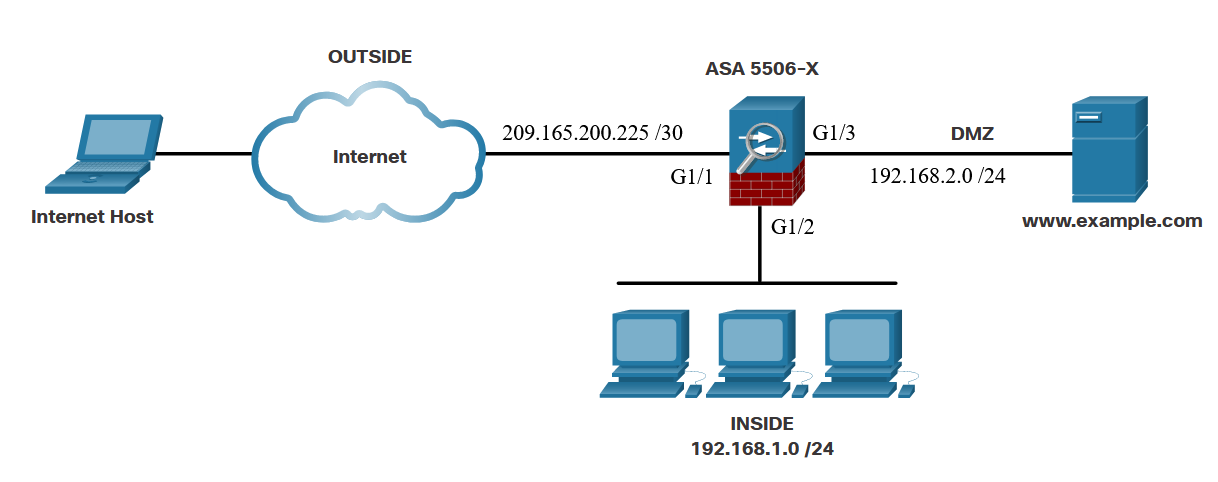 OUTSIDE
ASA 5506-X
209.165.200.225 /30
G1/3
DMZ
Internet
G1/1
192.168.2.0 /24
Internet Host
G1/2
www.example.com
INSIDE
192.168.1.0 /24